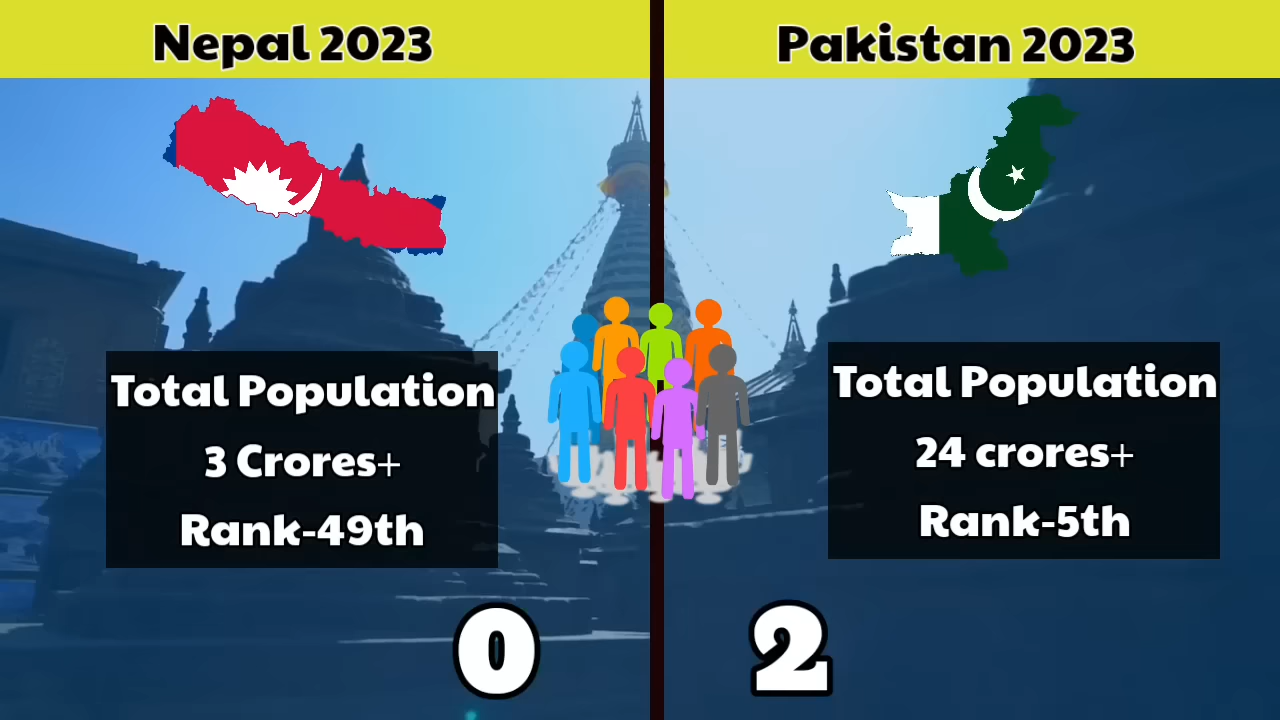 Nepal 2023
Pakistan 2023
Total Population
3 Crores+
Rank-49th
Total Population
24 crores+
Rank-5th
0
2